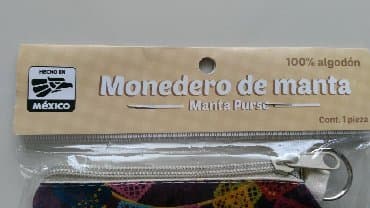 100% algodón
HECHO EN
MÉXICO
Monedero de manta
Manta Purse
Cont. 1 pieza